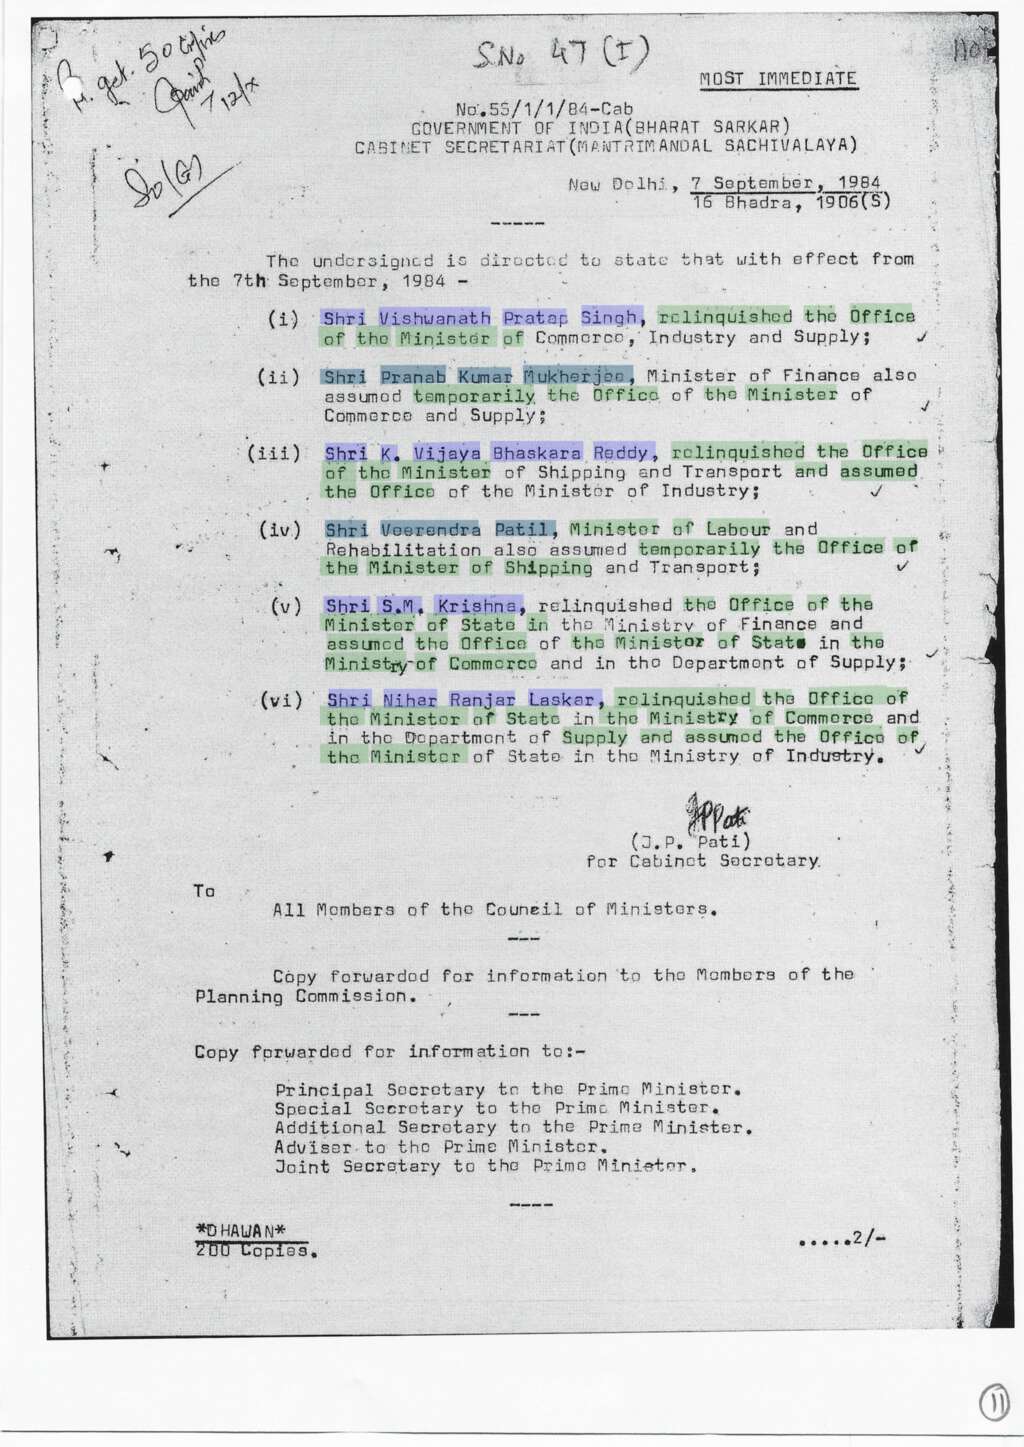 M. get. 50 copies
12/x
S.No 47 (I)
110
MOST IMMEDIATE
So(G)
No.55/1/1/84-Cab
GOVERNMENT OF INDIA(BHARAT SARKAR)
CABINET SECRETARIAT(MANTRIMANDAL SACHIVALAYA)
New Delhi, 7 September, 1984
16 Bhadra, 1906(S)
-----
The undersigned is directed to state that with effect from
the 7th September, 1984 -
(i) Shri Vishwanath Pratap Singh, relinquished the Office
of the Minister of Commerce, Industry and Supply;
(ii) Shri Pranab Kumar Mukherjee, Minister of Finance also
assumed temporarily the Office of the Minister of
Commerce and Supply;
(iii) Shri K. Vijaya Bhaskara Reddy, relinquished the Office
of the Minister of Shipping and Transport and assumed
the Office of the Minister of Industry;
(iv) Shri Veerendra Patil, Minister of Labour and
Rehabilitation also assumed temporarily the Office of
the Minister of Shipping and Transport;
(v) Shri S.M. Krishna, relinquished the Office of the
Minister of State in the Ministry of Finance and
assumed the Office of the Minister of State in the
Ministry of Commerce and in the Department of Supply;
(vi) Shri Nihar Ranjar Laskar, relinquished the Office of
the Minister of State in the Ministry of Commerce and
in the Department of Supply and assumed the Office of
the Minister of State in the Ministry of Industry.
JPPati
(J.P. Pati)
for Cabinet Secretary.
To
All Members of the Council of Ministers.
---
Copy forwarded for information to the Members of the
Planning Commission.
---
Copy forwarded for information to:-
Principal Secretary to the Prime Minister.
Special Secretary to the Prime Minister.
Additional Secretary to the Prime Minister.
Adviser to the Prime Minister.
Joint Secretary to the Prime Minister.
----
*DHAWAN*
200 Copies.
.....2/-
11